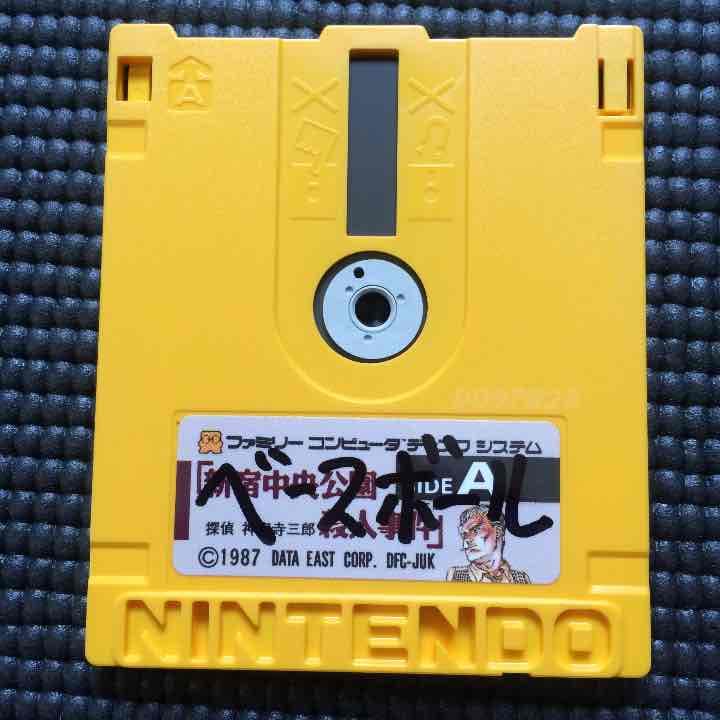 A
ファミリー コンピュータ ディスク システム
「新宿中央公園
SIDE A
ベースボール
探偵 神宮寺三郎 殺人事件」
©1987 DATA EAST CORP. DFC-JUK
NINTENDO